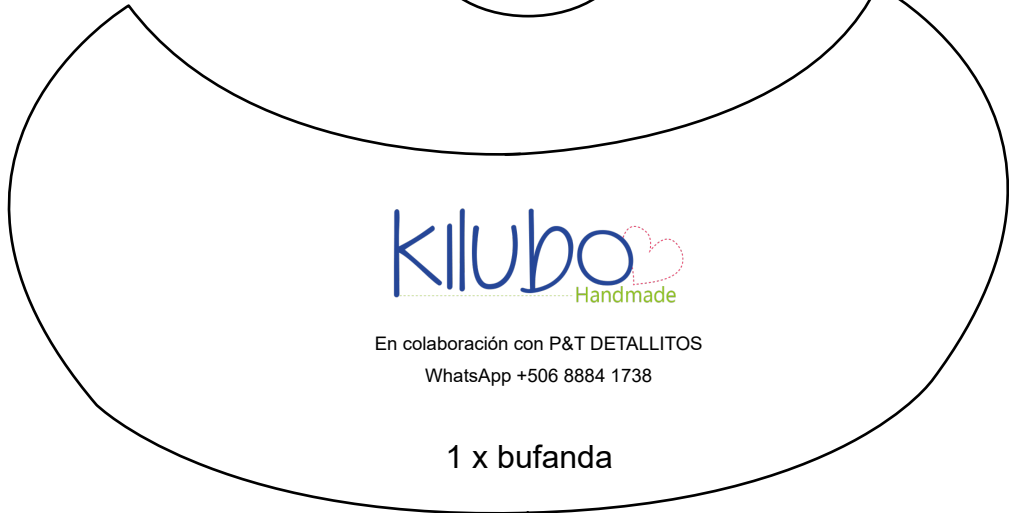 kilubo
Handmade
En colaboración con P&T DETALLITOS
WhatsApp +506 8884 1738
1 x bufanda